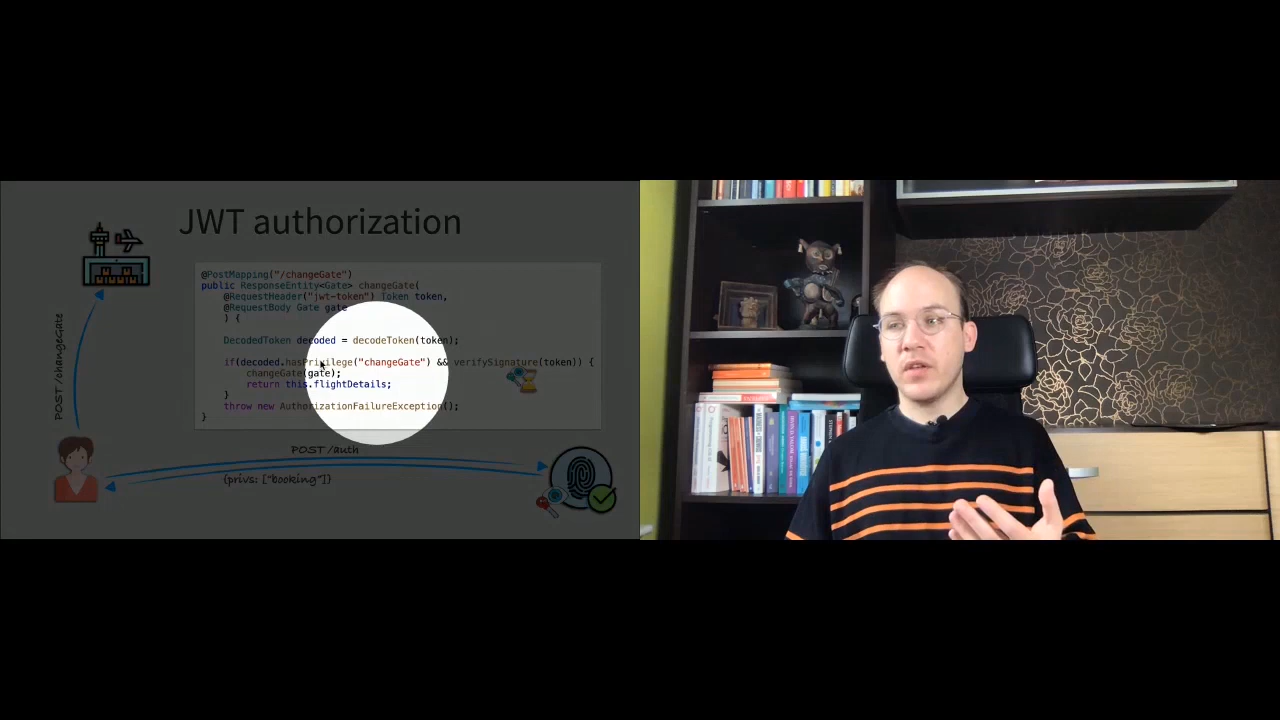 JWT authorization
@PostMapping("/changeGate")
public ResponseEntity<Gate> changeGate(
@RequestHeader("jwt-token") Token token,
@RequestBody Gate gate
) {
DecodedToken decoded = decodeToken(token);
if(decoded.hasPrivilege("changeGate") && verifySignature(token)) {
changeGate(gate);
return this.flightDetails;
}
throw new AuthorizationFailureException();
}
POST /changeGate
POST /auth
{privs: ["booking"]}